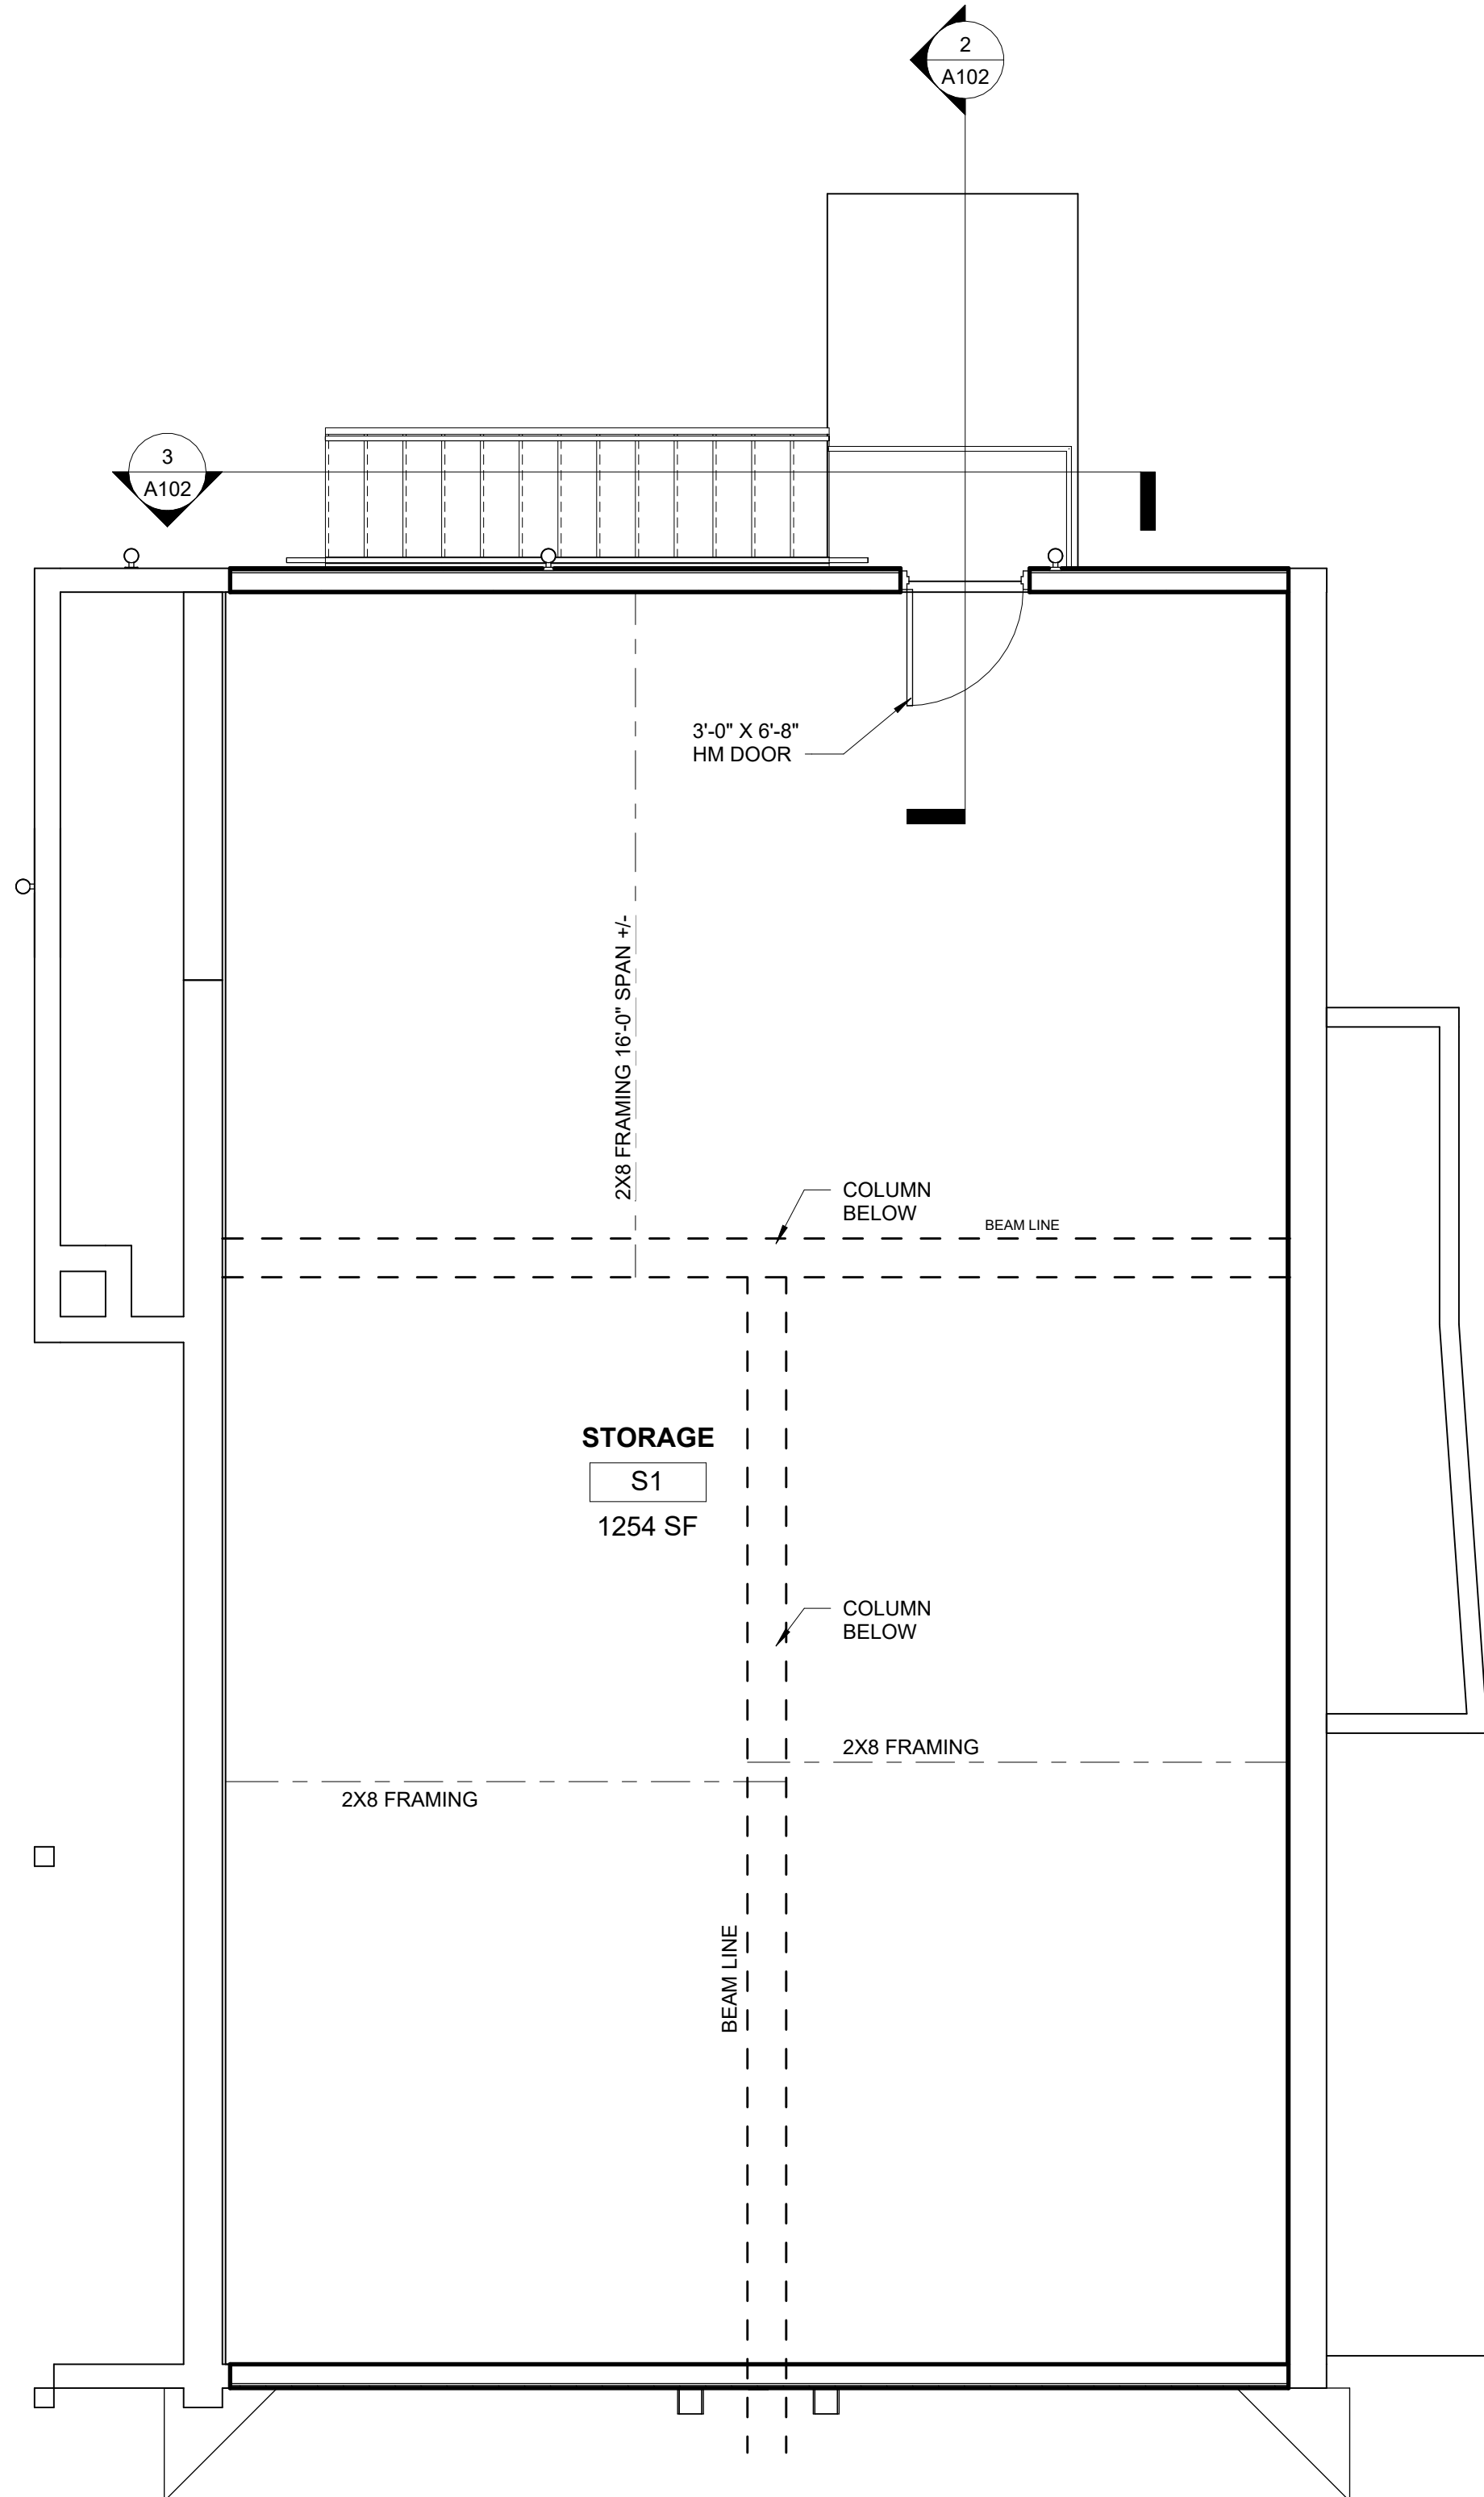 2
A102
3
A102
3'-0" X 6'-8"
HM DOOR
2X8 FRAMING 16'-0" SPAN +/-
COLUMN
BELOW
BEAM LINE
STORAGE
S1
1254 SF
COLUMN
BELOW
2X8 FRAMING
2X8 FRAMING
BEAM LINE